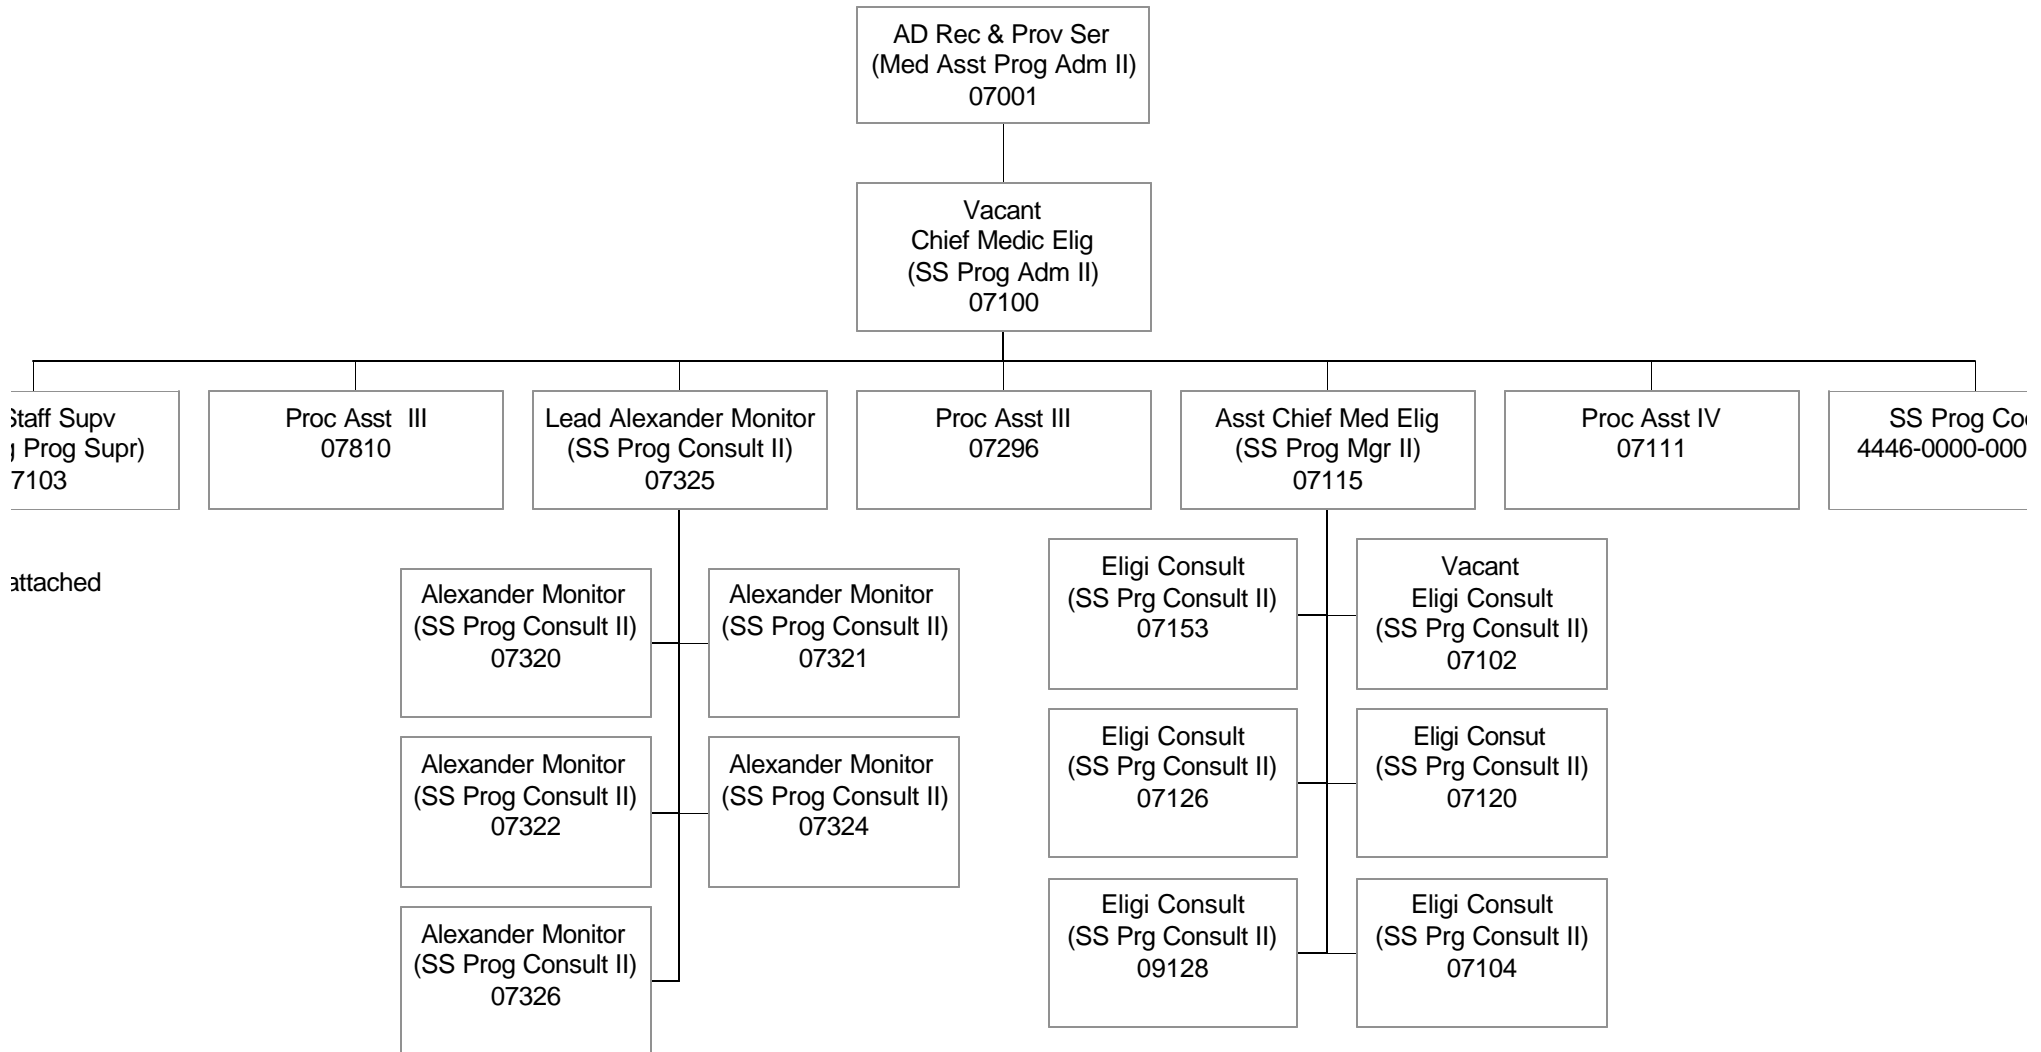 AD Rec & Prov Ser
(Med Asst Prog Adm II)
07001
Vacant
Chief Medic Elig
(SS Prog Adm II)
07100
Staff Supv
Prog Supr)
7103
Proc Asst III
07810
Lead Alexander Monitor
(SS Prog Consult II)
07325
Proc Asst III
07296
Asst Chief Med Elig
(SS Prog Mgr II)
07115
Proc Asst IV
07111
SS Prog
4446-0000-000
attached
Alexander Monitor
(SS Prog Consult II)
07320
Alexander Monitor
(SS Prog Consult II)
07321
Alexander Monitor
(SS Prog Consult II)
07322
Alexander Monitor
(SS Prog Consult II)
07324
Alexander Monitor
(SS Prog Consult II)
07326
Eligi Consult
(SS Prg Consult II)
07153
Vacant
Eligi Consult
(SS Prg Consult II)
07102
Eligi Consult
(SS Prg Consult II)
07126
Eligi Consut
(SS Prg Consult II)
07120
Eligi Consult
(SS Prg Consult II)
09128
Eligi Consult
(SS Prg Consult II)
07104